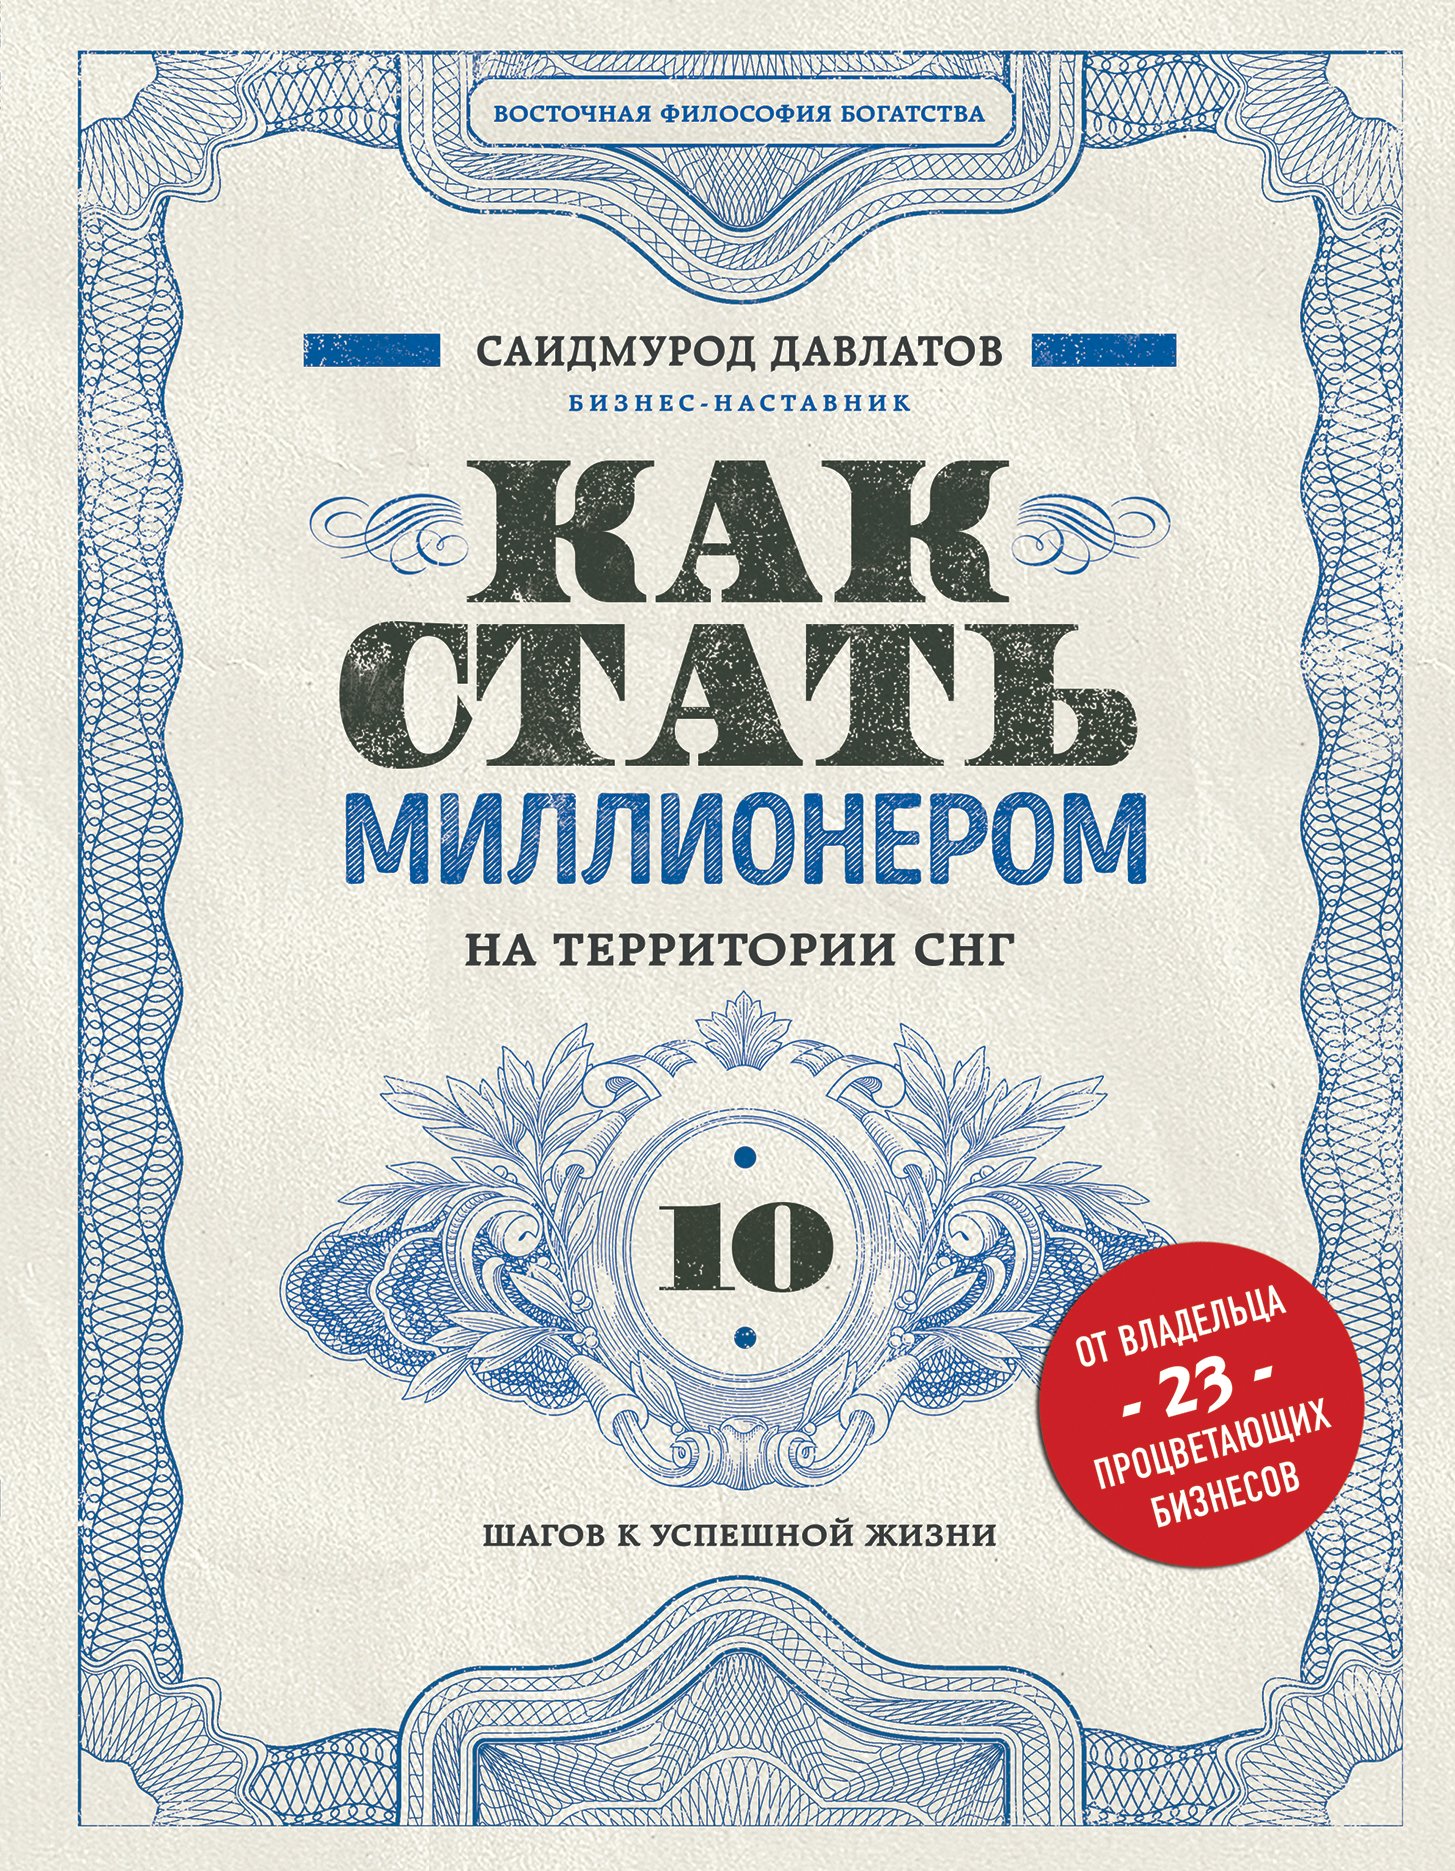 ВОСТОЧНАЯ ФИЛОСОФИЯ БОГАТСТВА
САИДМУРОД ДАВЛАТОВ
БИЗНЕС-НАСТАВНИК
КАК
СТАТЬ
МИЛЛИОНЕРОМ
НА ТЕРРИТОРИИ СНГ
10
ШАГОВ К УСПЕШНОЙ ЖИЗНИ
ОТ ВЛАДЕЛЬЦА
- 23 -
ПРОЦВЕТАЮЩИХ
БИЗНЕСОВ